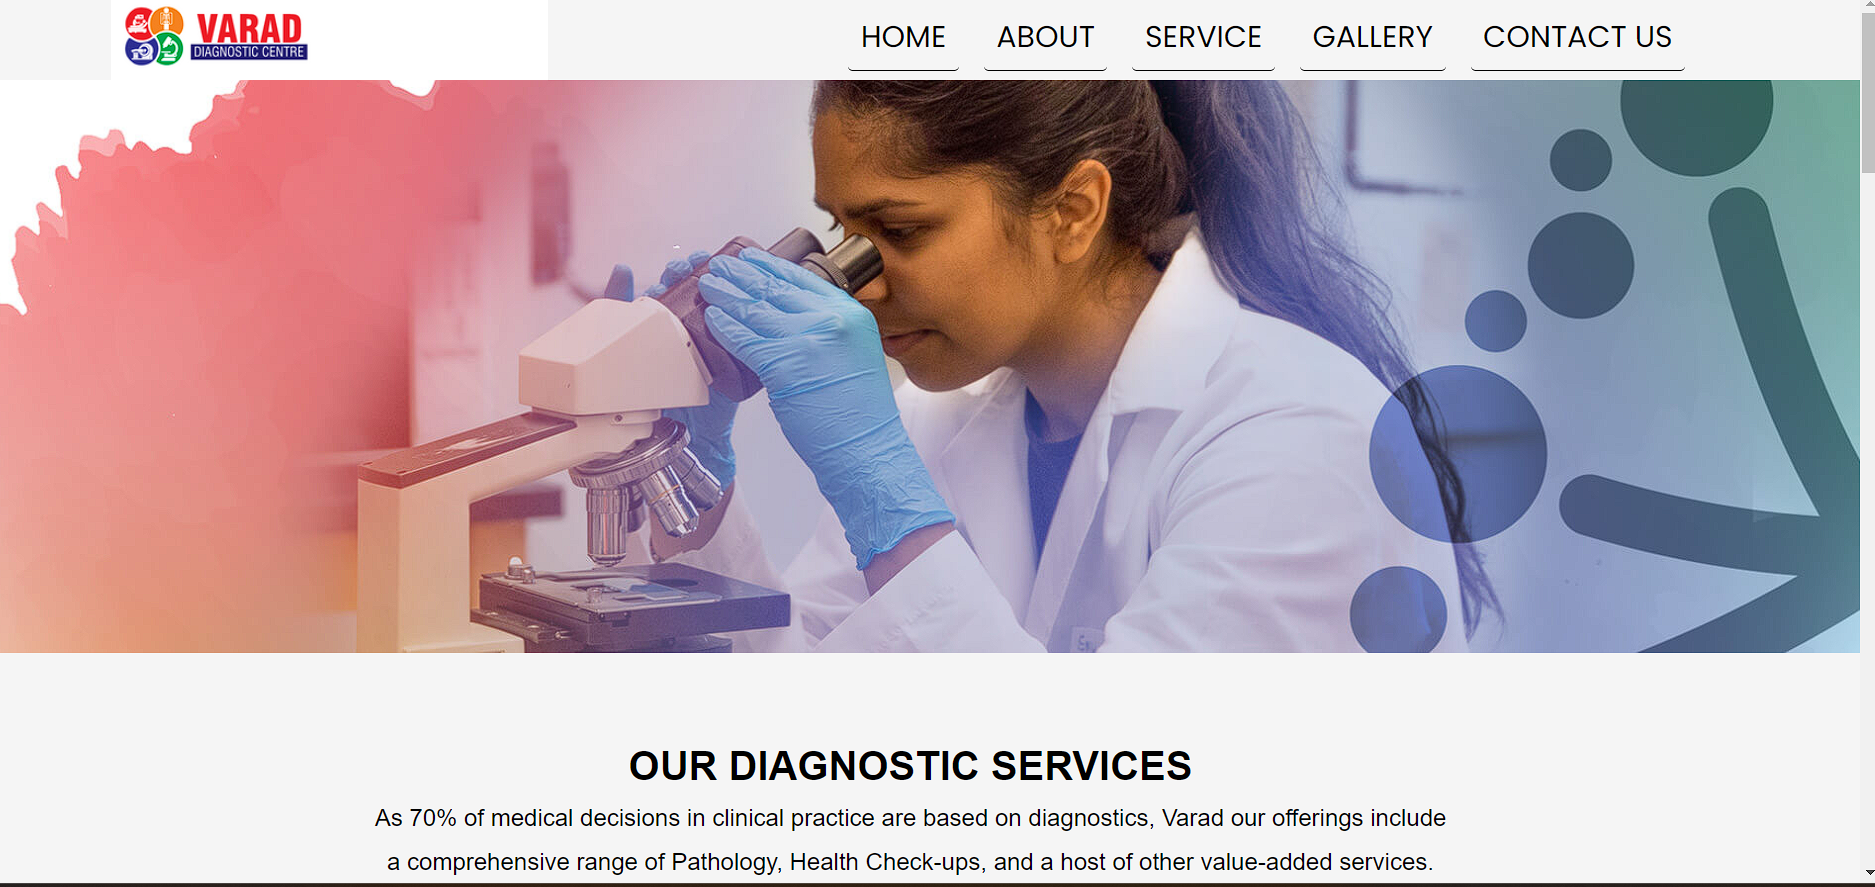 VARAD
DIAGNOSTIC CENTRE
HOME ABOUT SERVICE GALLERY CONTACT US
OUR DIAGNOSTIC SERVICES
As 70% of medical decisions in clinical practice are based on diagnostics, Varad our offerings include
a comprehensive range of Pathology, Health Check-ups, and a host of other value-added services.